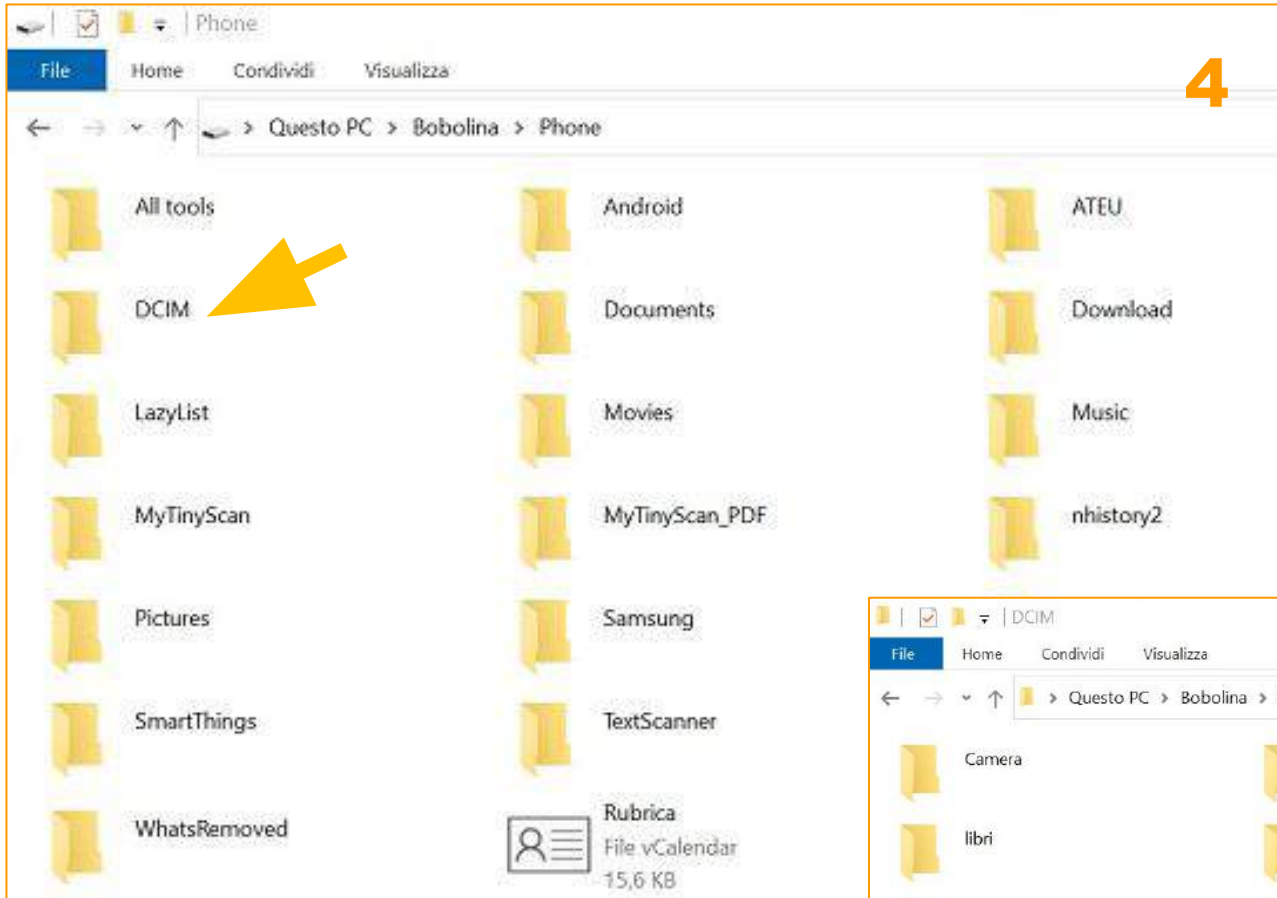 Phone
File Home Condividi Visualizza
4
Questo PC > Bobolina > Phone
All tools Android ATEU
DCIM Documents Download
LazyList Movies Music
MyTinyScan MyTinyScan_PDF nhistory2
Pictures Samsung
SmartThings TextScanner
WhatsRemoved
Rubrica
File vCalendar
15,6 KB
DCIM
File Home Condividi Visualizza
Questo PC > Bobolina >
Camera
libri